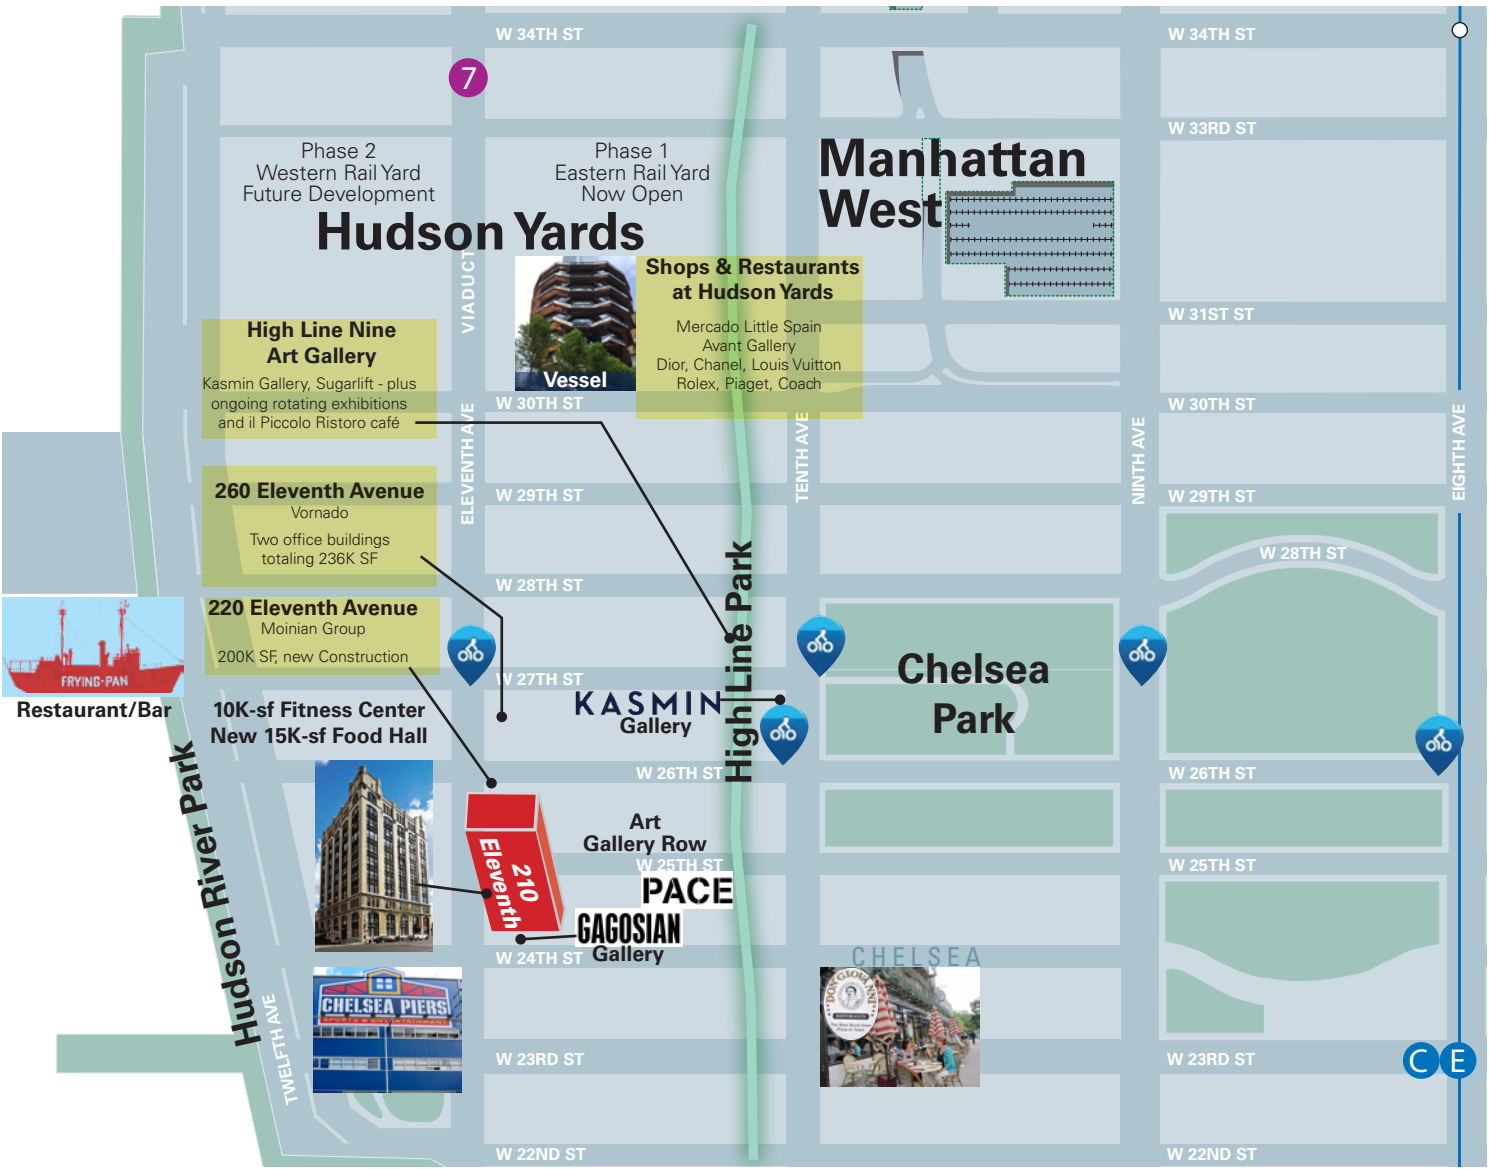 W 34TH ST
W 34TH ST
7
W 33RD ST
Phase 2
Western Rail Yard
Future Development
Phase 1
Eastern Rail Yard
Now Open
Manhattan
West
Hudson Yards
VIADUCT
Shops & Restaurants
at Hudson Yards
Mercado Little Spain
Avant Gallery
Dior, Chanel, Louis Vuitton
Rolex, Piaget, Coach
Vessel
W 31ST ST
High Line Nine
Art Gallery
Kasmin Gallery, Sugarlift - plus
ongoing rotating exhibitions
and il Piccolo Ristoro café
W 30TH ST
W 30TH ST
ELEVENTH AVE
TENTH AVE
NINTH AVE
EIGHTH AVE
260 Eleventh Avenue
Vornado
Two office buildings
totaling 236K SF
W 29TH ST
W 29TH ST
W 28TH ST
W 28TH ST
High Line Park
220 Eleventh Avenue
Moinian Group
200K SF, new Construction
FRYING-PAN
Restaurant/Bar
W 27TH ST
Chelsea
Park
KASMIN
Gallery
10K-sf Fitness Center
New 15K-sf Food Hall
W 26TH ST
W 26TH ST
Hudson River Park
Art
Gallery Row
W 25TH ST
W 25TH ST
210
Eleventh
PACE
GAGOSIAN
Gallery
W 24TH ST
CHELSEA
CHELSEA PIERS
SPORTS & ENTERTAINMENT
DON GIOVANNI
TWELFTH AVE
W 23RD ST
W 23RD ST
C
E
W 22ND ST
W 22ND ST